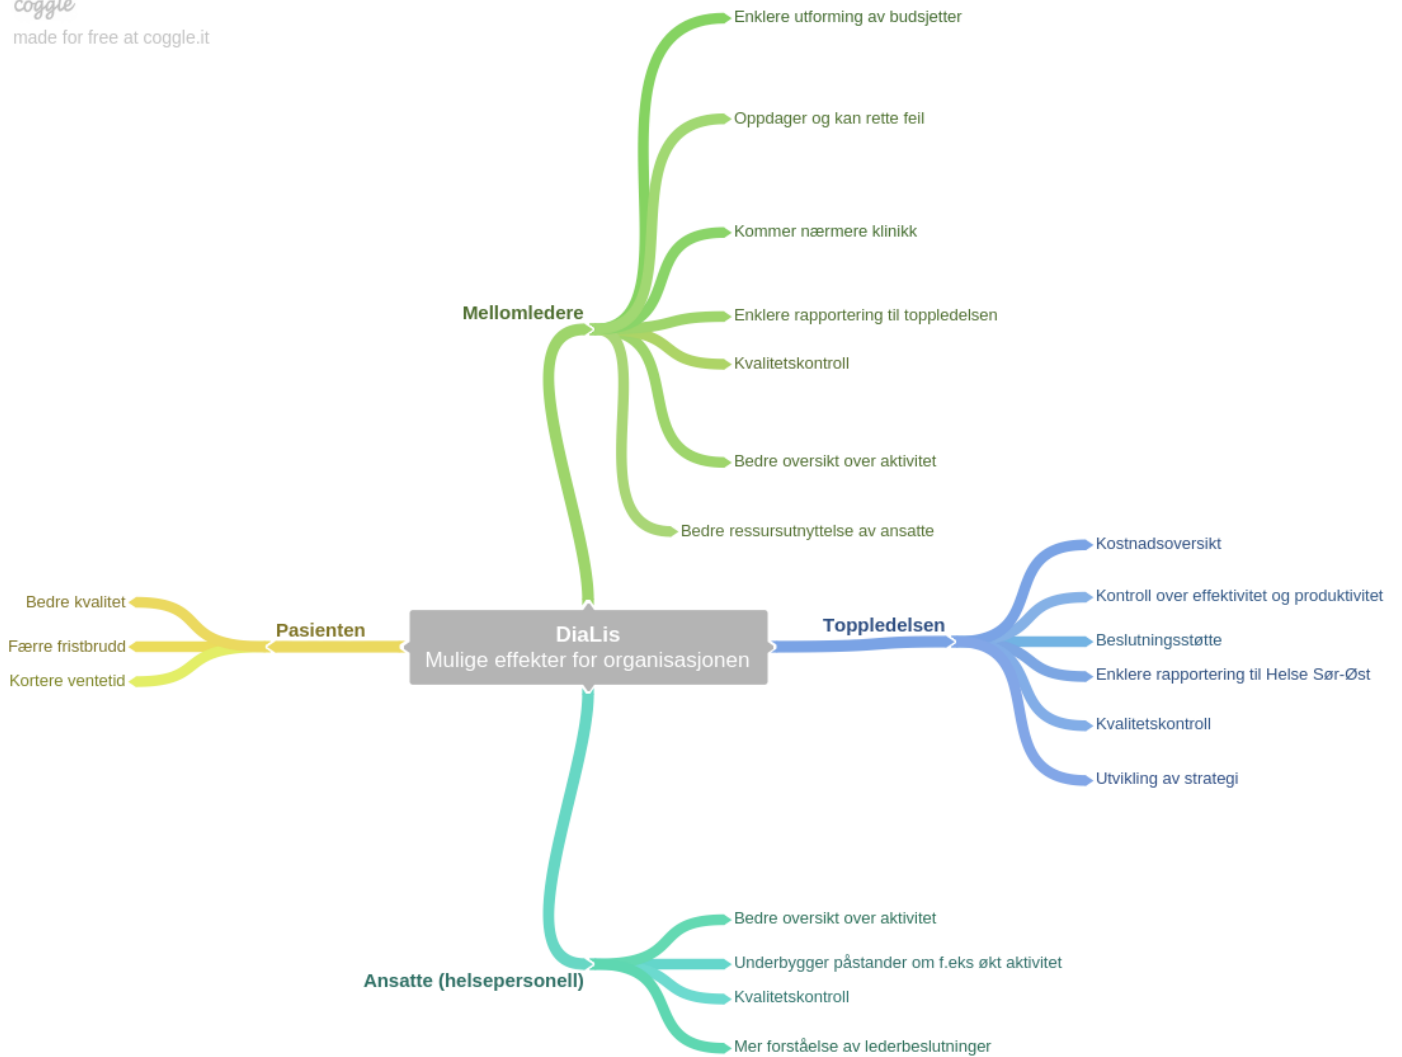 coggle
made for free at coggle.it
Enklere utforming av budsjetter
Oppdager og kan rette feil
Kommer nærmere klinikk
Mellomledere
Enklere rapportering til toppledelsen
Kvalitetskontroll
Bedre oversikt over aktivitet
Bedre ressursutnyttelse av ansatte
Bedre kvalitet
Færre fristbrudd
Kortere ventetid
Pasienten
DiaLis
Mulige effekter for organisasjonen
Toppledelsen
Kostnadsoversikt
Kontroll over effektivitet og produktivitet
Beslutningsstøtte
Enklere rapportering til Helse Sør-Øst
Kvalitetskontroll
Utvikling av strategi
Ansatte (helsepersonell)
Bedre oversikt over aktivitet
Underbygger påstander om f.eks økt aktivitet
Kvalitetskontroll
Mer forståelse av lederbeslutninger